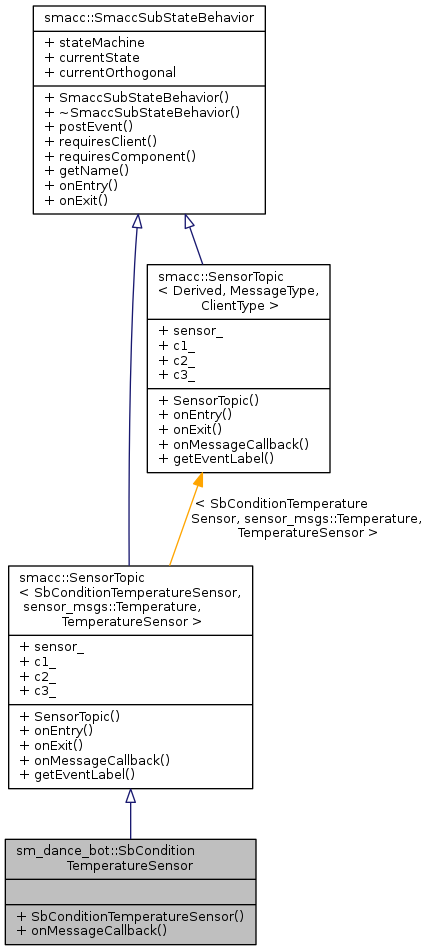 smacc::SmaccSubStateBehavior
+ stateMachine
+ currentState
+ currentOrthogonal
+ SmaccSubStateBehavior()
+ ~SmaccSubStateBehavior()
+ postEvent()
+ requiresClient()
+ requiresComponent()
+ getName()
+ onEntry()
+ onExit()
smacc::SensorTopic
< Derived, MessageType,
ClientType >
+ sensor_
+ c1_
+ c2_
+ c3_
+ SensorTopic()
+ onEntry()
+ onExit()
+ onMessageCallback()
+ getEventLabel()
< SbConditionTemperature
Sensor, sensor_msgs::Temperature,
TemperatureSensor >
smacc::SensorTopic
< SbConditionTemperatureSensor,
sensor_msgs::Temperature,
TemperatureSensor >
+ sensor_
+ c1_
+ c2_
+ c3_
+ SensorTopic()
+ onEntry()
+ onExit()
+ onMessageCallback()
+ getEventLabel()
sm_dance_bot::SbCondition
TemperatureSensor
+ SbConditionTemperatureSensor()
+ onMessageCallback()